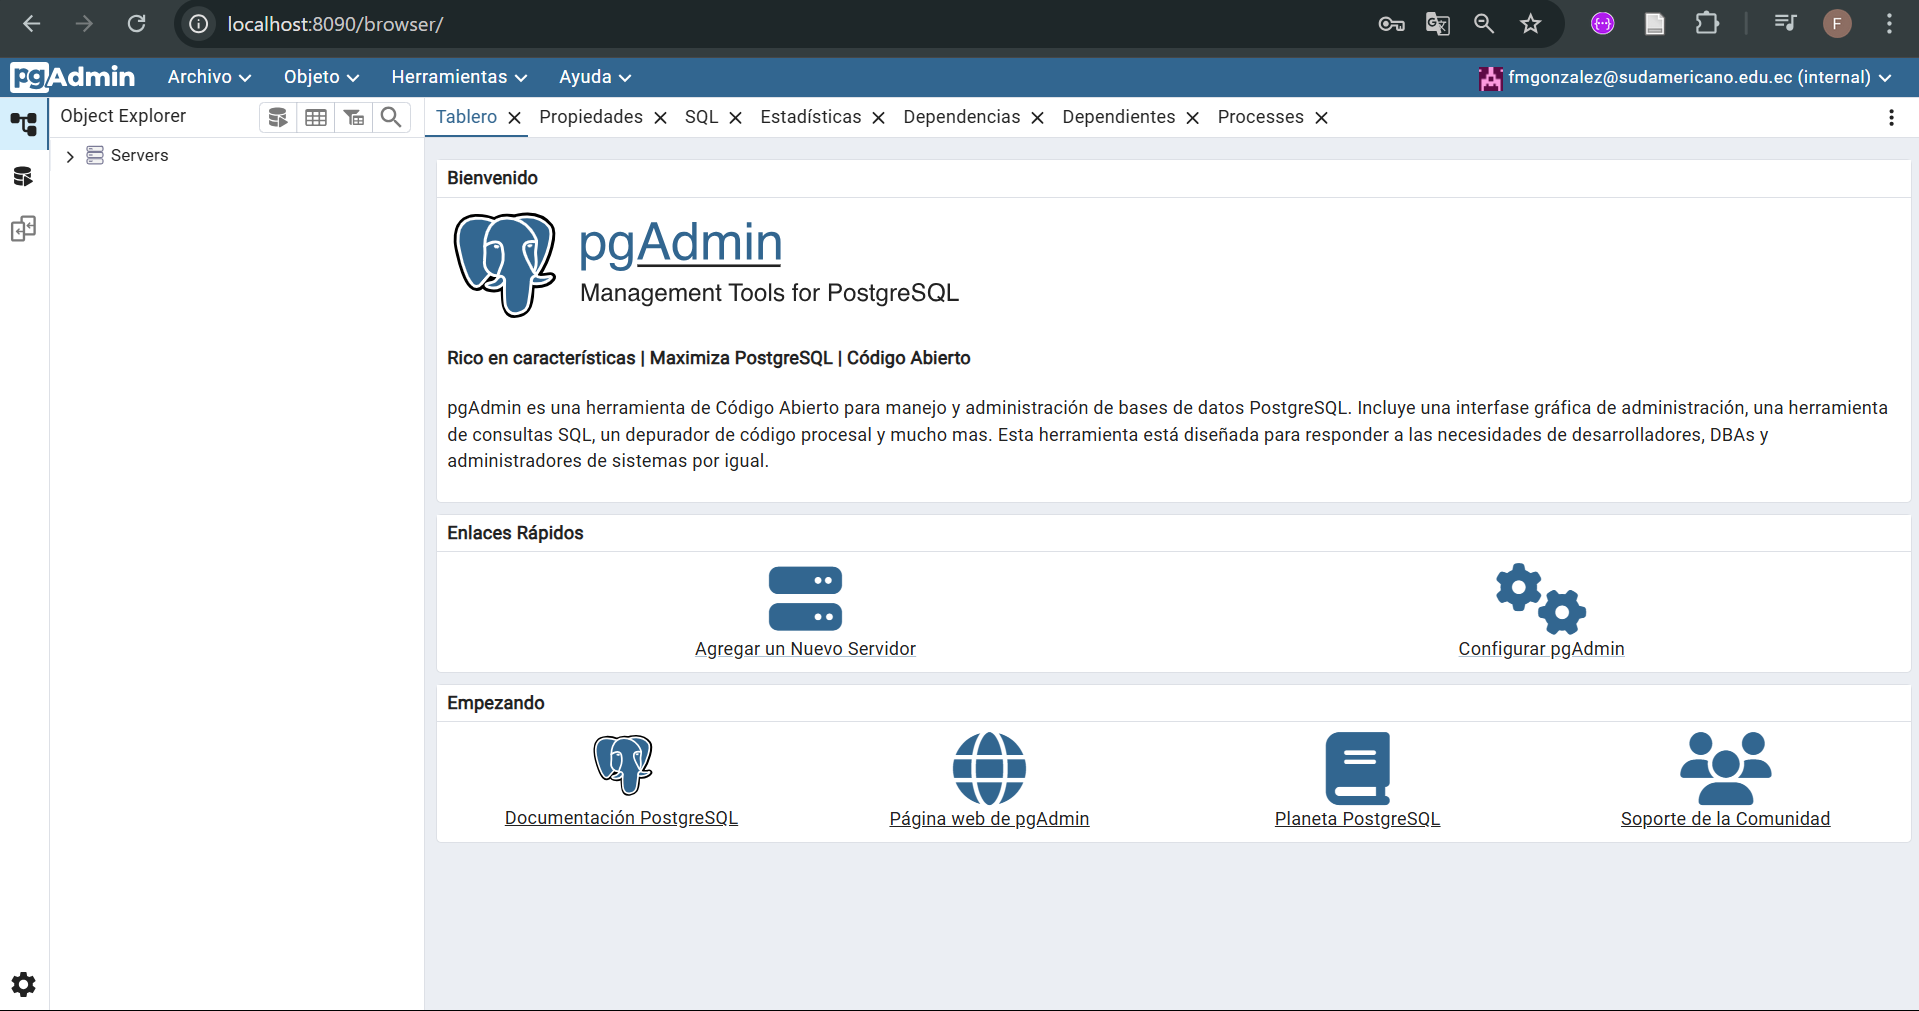 localhost:8090/browser/
F
pgAdmin Archivo Objeto Herramientas Ayuda fmgonzalez@sudamericano.edu.ec (internal)
Object Explorer
Tablero Propiedades SQL Estadísticas Dependencias Dependientes Processes
Servers
Bienvenido
pgAdmin
Management Tools for PostgreSQL
Rico en características | Maximiza PostgreSQL | Código Abierto
pgAdmin es una herramienta de Código Abierto para manejo y administración de bases de datos PostgreSQL. Incluye una interfase gráfica de administración, una herramienta
de consultas SQL, un depurador de código procesal y mucho mas. Esta herramienta está diseñada para responder a las necesidades de desarrolladores, DBAs y
administradores de sistemas por igual.
Enlaces Rápidos
Agregar un Nuevo Servidor
Configurar pgAdmin
Empezando
Documentación PostgreSQL
Página web de pgAdmin
Planeta PostgreSQL
Soporte de la Comunidad